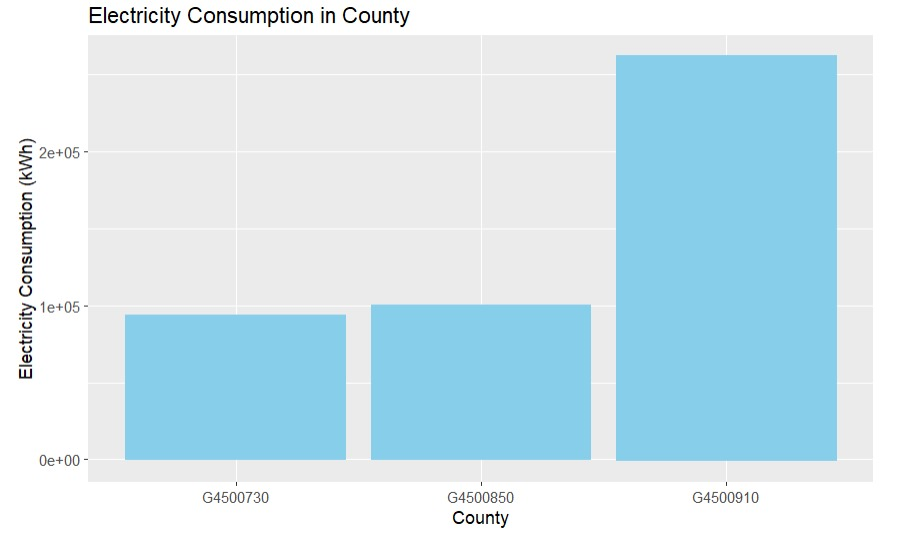 Electricity Consumption in County
Electricity Consumption (kWh)
2e+05
1e+05
0e+00
G4500730 G4500850 G4500910
County